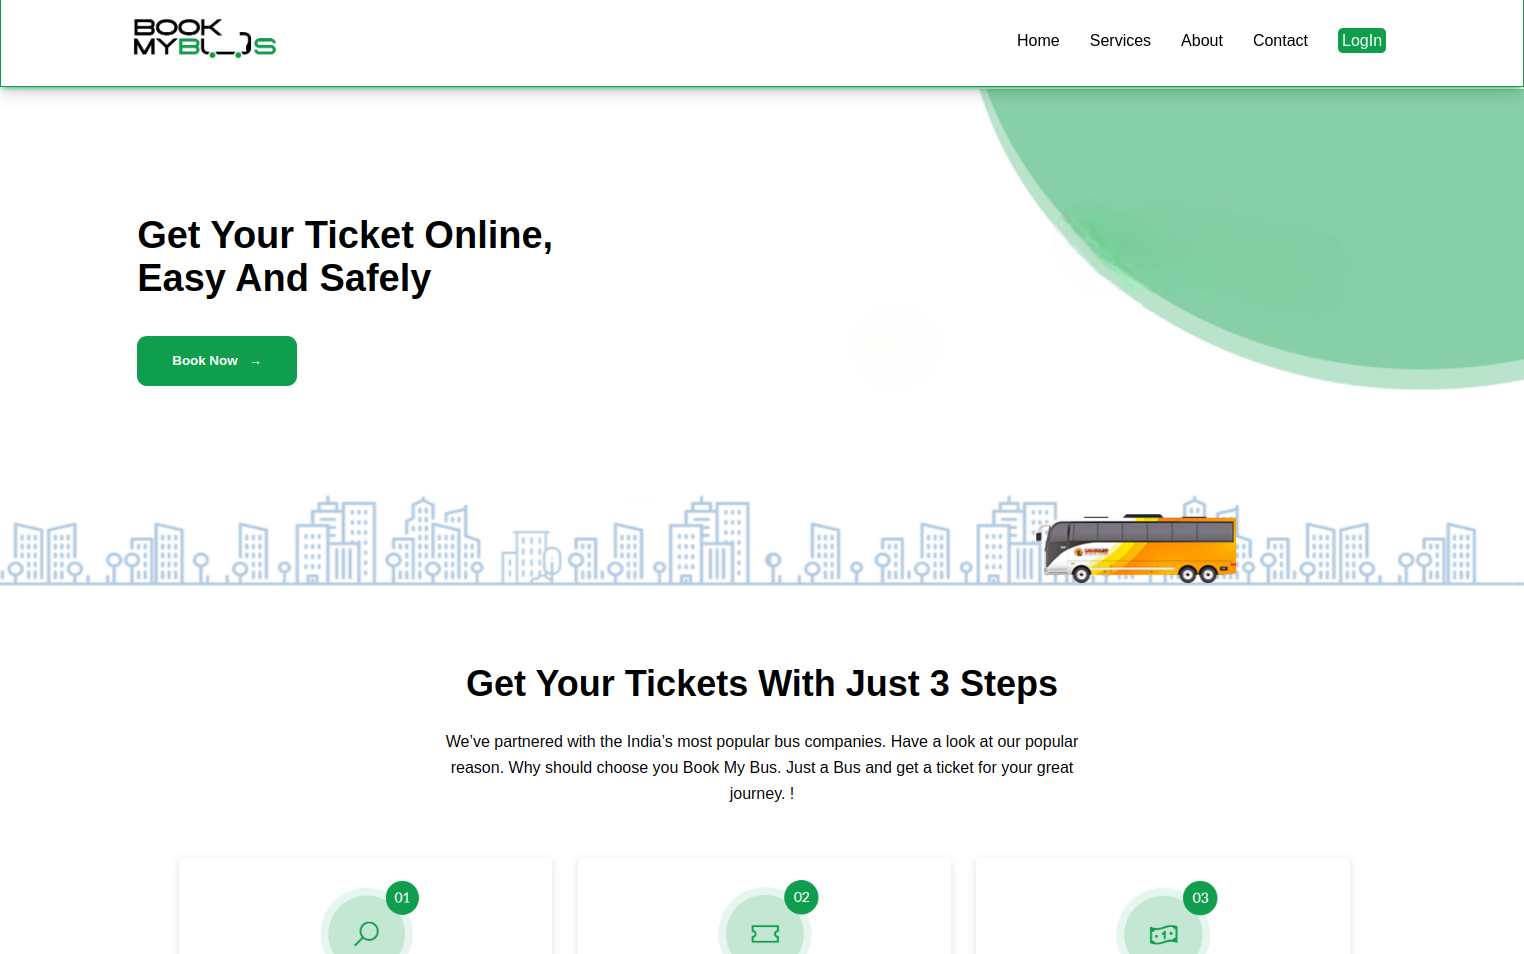 BOOK
MYBUS
Home Services About Contact LogIn
Get Your Ticket Online,
Easy And Safely
Book Now →
Get Your Tickets With Just 3 Steps
We’ve partnered with the India’s most popular bus companies. Have a look at our popular
reason. Why should choose you Book My Bus. Just a Bus and get a ticket for your great
journey. !
01 02 03
1